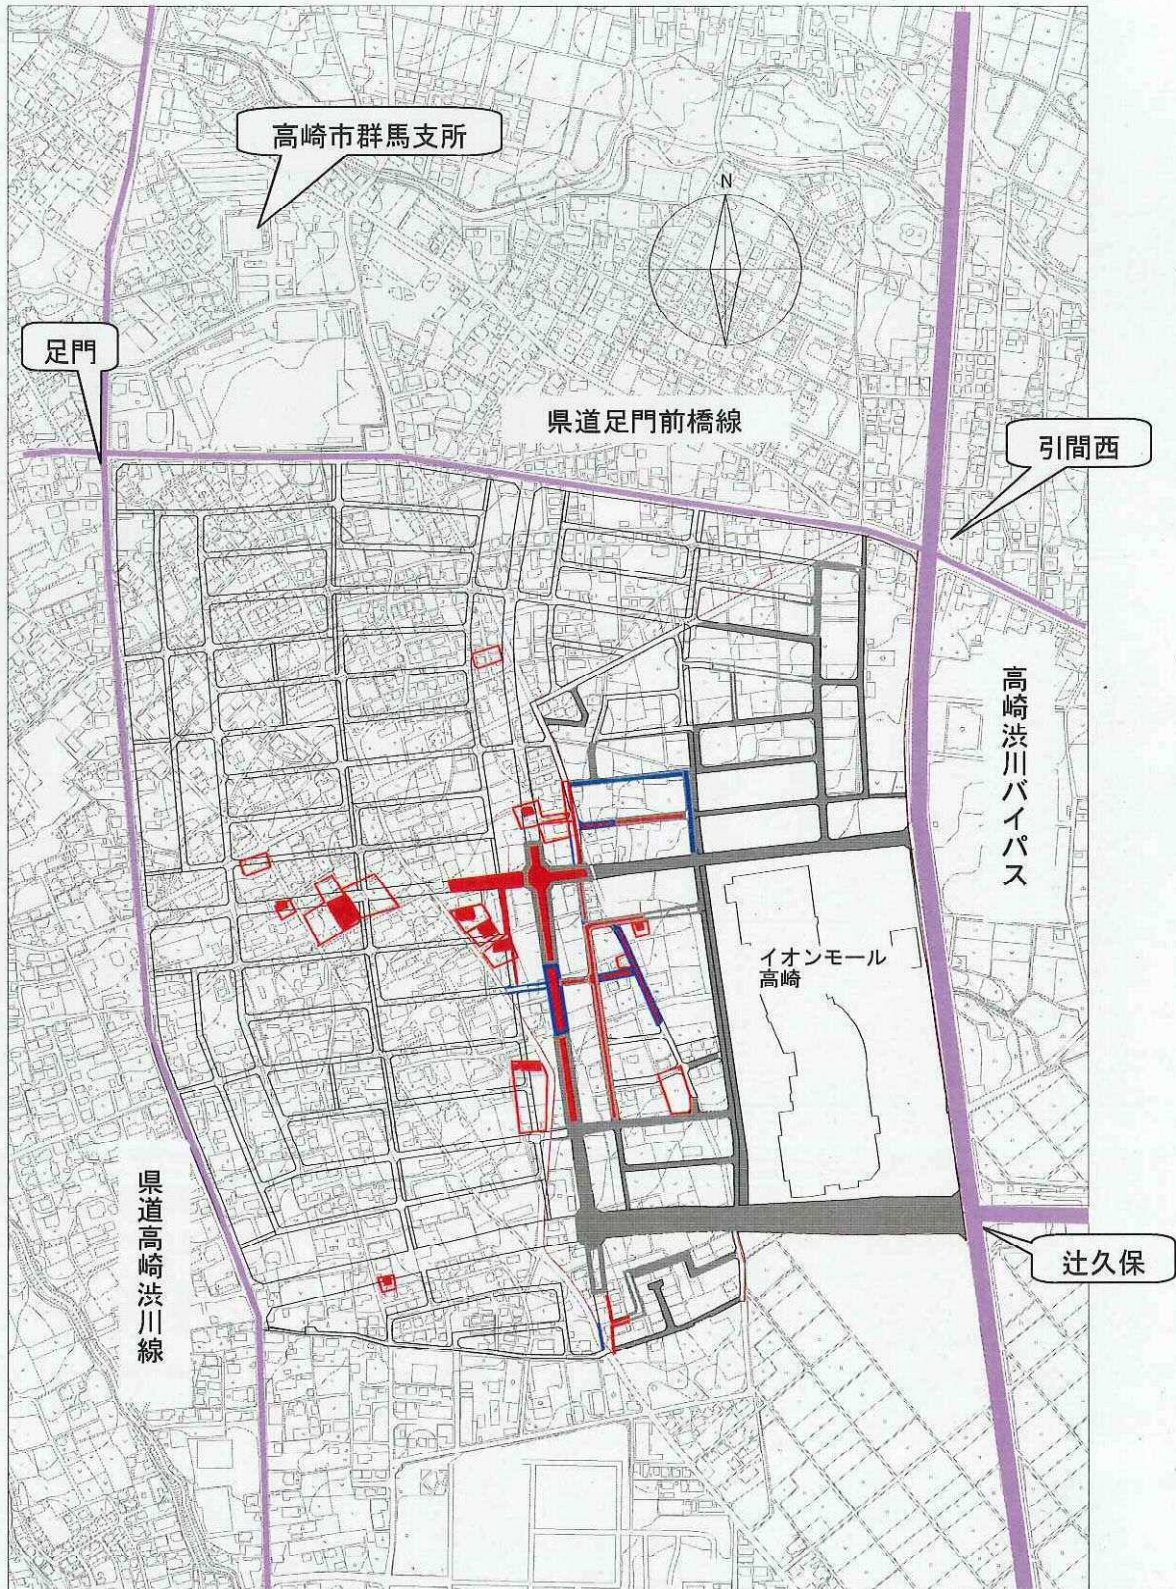 高崎市群馬支所
N
足門
県道足門前橋線
引間西
高崎渋川バイパス
イオンモール
高崎
県道高崎渋川線
辻久保